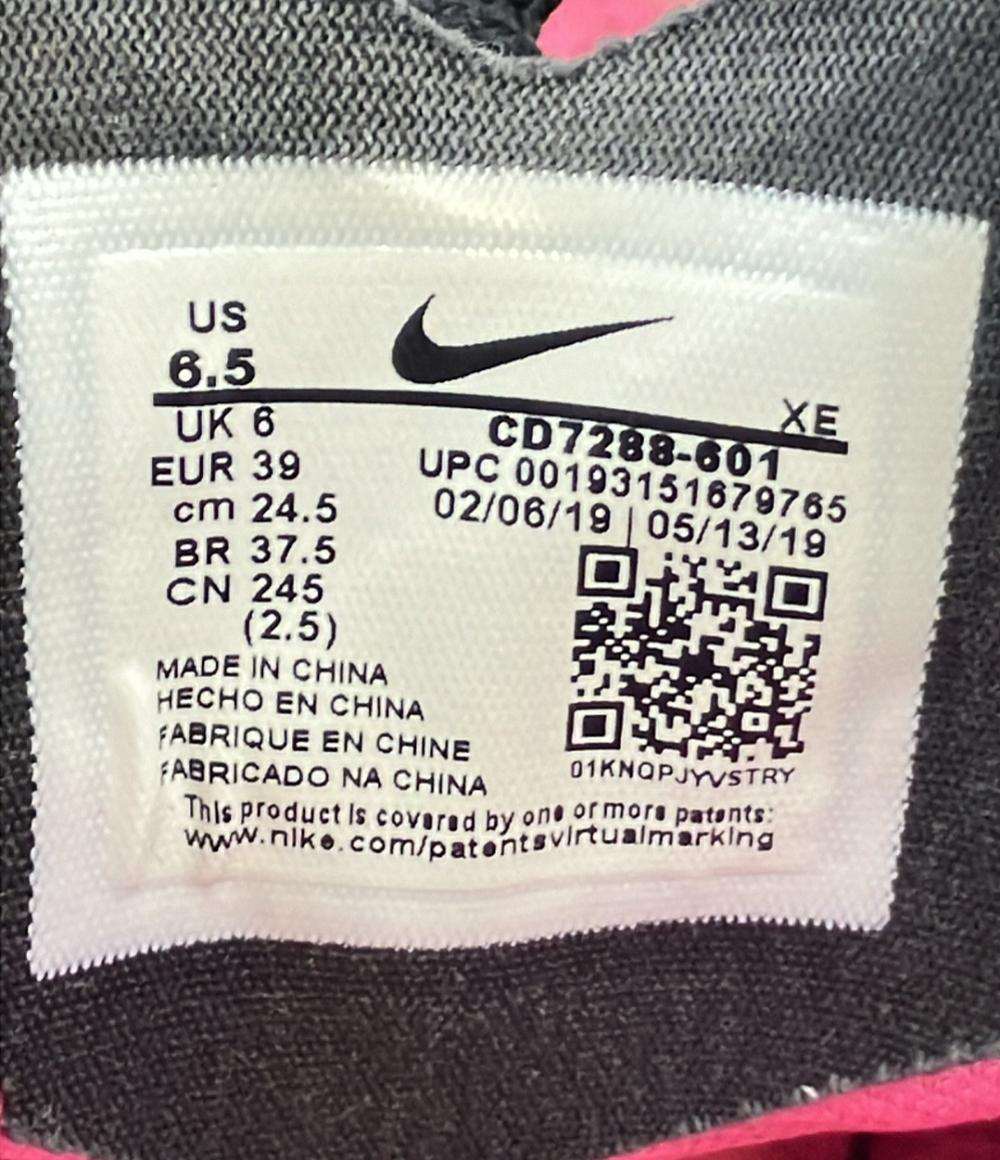 US
6.5
XE
UK 6
EUR 39
cm 24.5
BR 37.5
CN 245
(2.5)
CD7288-601
UPC 00193151679765
02/06/19 | 05/13/19
MADE IN CHINA
HECHO EN CHINA
FABRIQUE EN CHINE
FABRICADO NA CHINA
01KNQPJYVSTRY
This product is covered by one or more patents:
www.nike.com/patentsvirtualmarking